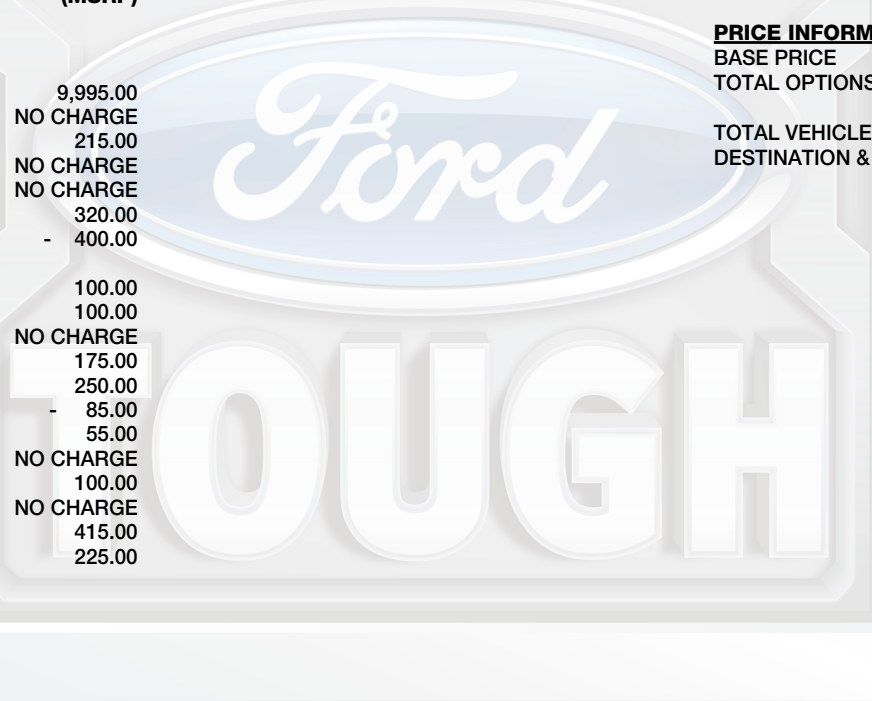 (MSRP)
9,995.00
NO CHARGE
215.00
NO CHARGE
NO CHARGE
320.00
- 400.00
100.00
100.00
NO CHARGE
175.00
250.00
- 85.00
55.00
NO CHARGE
100.00
NO CHARGE
415.00
225.00
PRICE INFORM
BASE PRICE
TOTAL OPTIONS
TOTAL VEHICLE
DESTINATION &
Ford
TOUGH